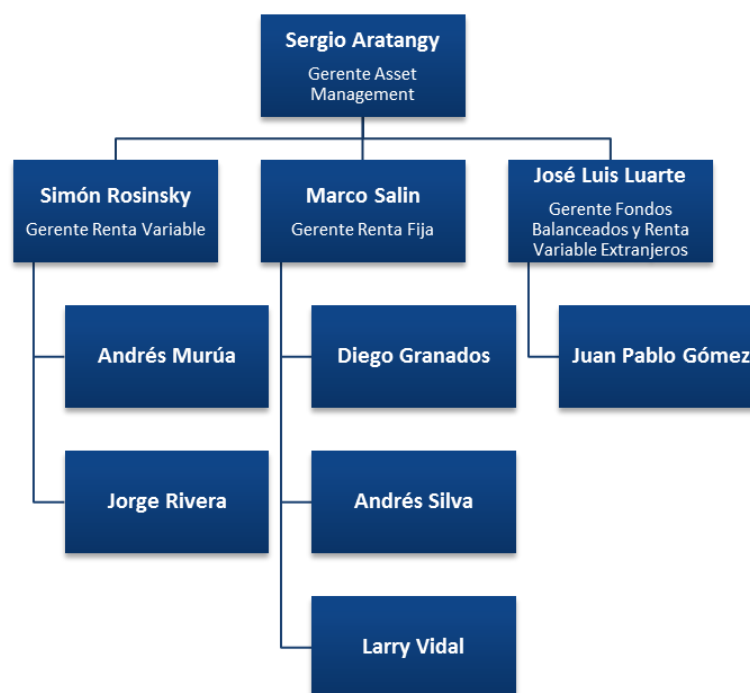 Sergio Aratangy
Gerente Asset
Management
Simón Rosinsky
Gerente Renta Variable
Marco Salin
Gerente Renta Fija
José Luis Luarte
Gerente Fondos
Balanceados y Renta
Variable Extranjeros
Andrés Murúa
Diego Granados
Juan Pablo Gómez
Jorge Rivera
Andrés Silva
Larry Vidal